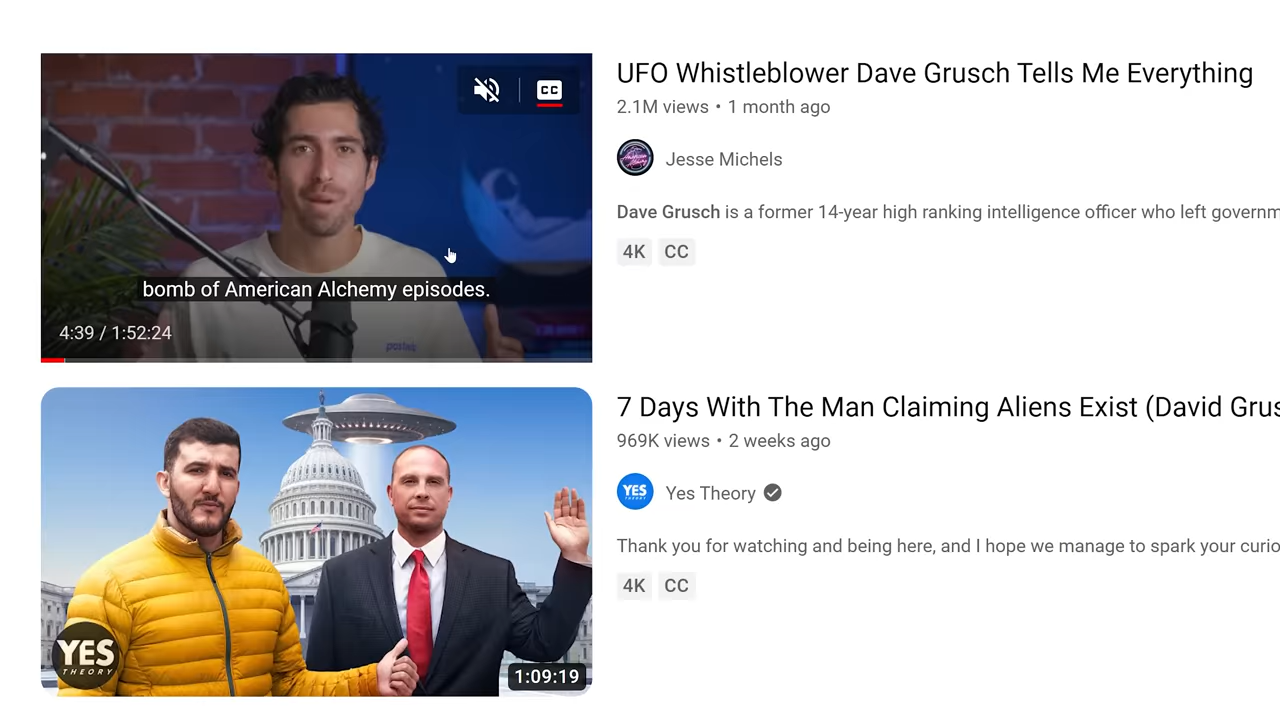 UFO Whistleblower Dave Grusch Tells Me Everything
2.1M views • 1 month ago
Jesse Michels
Dave Grusch is a former 14-year high ranking intelligence officer who left governm
4K CC
CC
bomb of American Alchemy episodes.
4:39 / 1:52:24
7 Days With The Man Claiming Aliens Exist (David Grus
969K views • 2 weeks ago
YES THEORY
Yes Theory
Thank you for watching and being here, and I hope we manage to spark your curio
4K CC
YES
THEORY
1:09:19